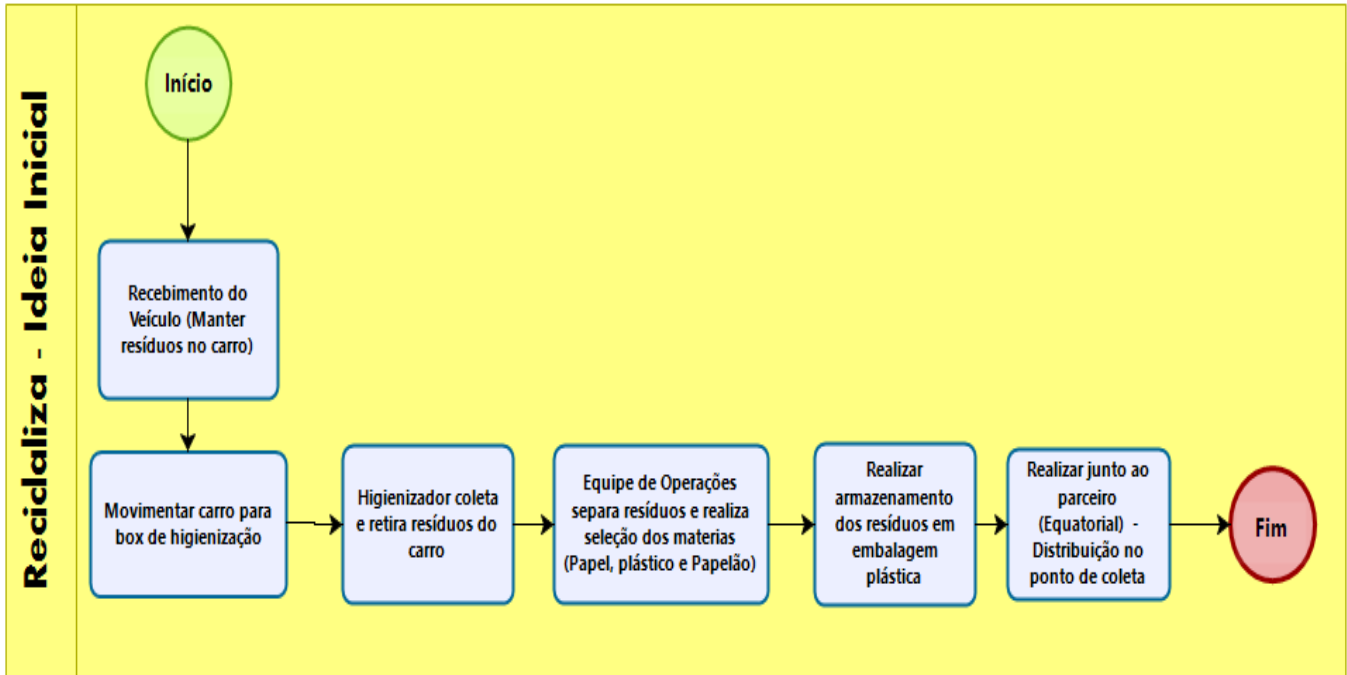 Reciclaliza - Ideia Inicial
Início
Recebimento do
Veículo (Manter
resíduos no carro)
Movimentar carro para
box de higienização
Higienizador coleta
e retira resíduos do
carro
Equipe de Operações
separa resíduos e realiza
seleção dos materias
(Papel, plástico e Papelão)
Realizar
armazenamento
dos resíduos em
embalagem
plástica
Realizar junto ao
parceiro
(Equatorial) -
Distribuição no
ponto de coleta
Fim